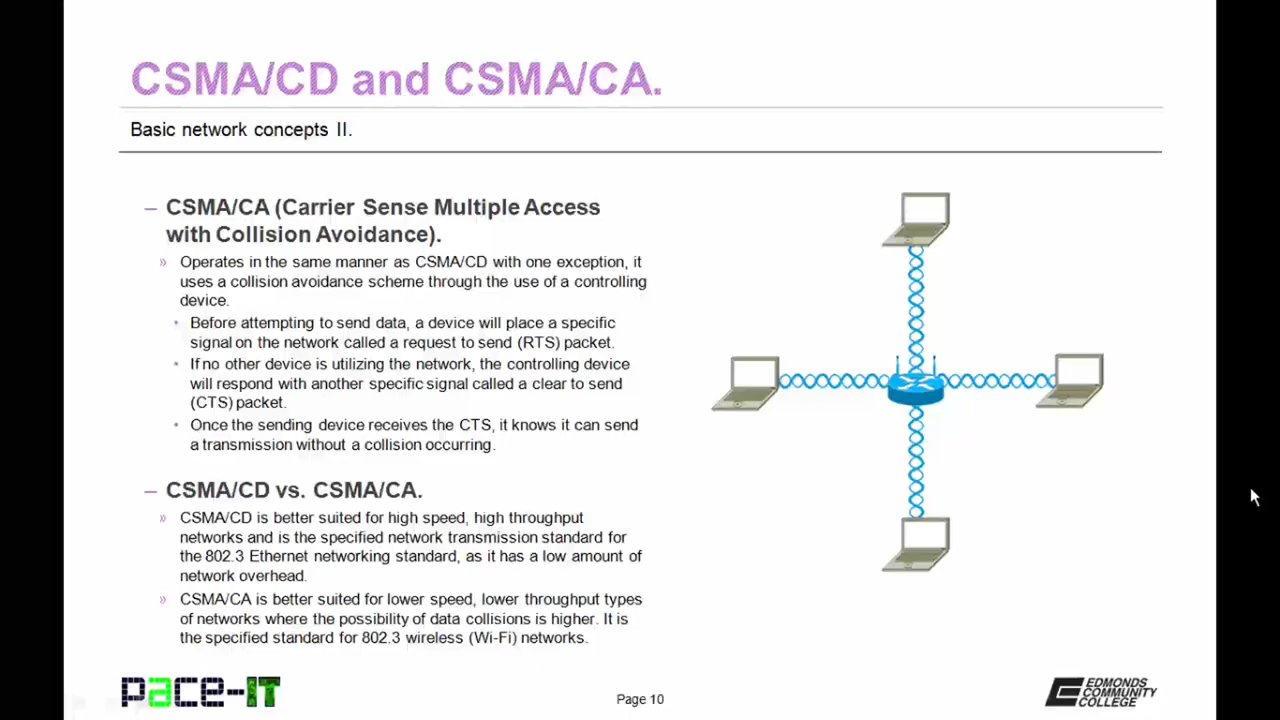 CSMA/CD and CSMA/CA.
Basic network concepts II.
– CSMA/CA (Carrier Sense Multiple Access
with Collision Avoidance).
» Operates in the same manner as CSMA/CD with one exception, it
uses a collision avoidance scheme through the use of a controlling
device.
• Before attempting to send data, a device will place a specific
signal on the network called a request to send (RTS) packet.
• If no other device is utilizing the network, the controlling device
will respond with another specific signal called a clear to send
(CTS) packet.
• Once the sending device receives the CTS, it knows it can send
a transmission without a collision occurring.
– CSMA/CD vs. CSMA/CA.
» CSMA/CD is better suited for high speed, high throughput
networks and is the specified network transmission standard for
the 802.3 Ethernet networking standard, as it has a low amount of
network overhead.
» CSMA/CA is better suited for lower speed, lower throughput types
of networks where the possibility of data collisions is higher. It is
the specified standard for 802.3 wireless (Wi-Fi) networks.
pace-IT
Page 10
EDMONDS
COMMUNITY
COLLEGE